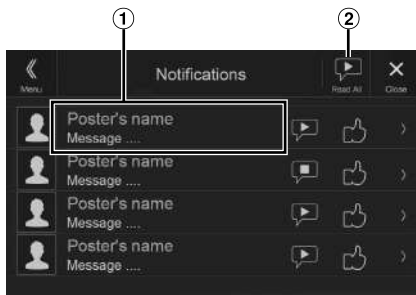 ① ②
Notifications
Menu Read All Close
Poster's name
Message ....
Poster's name
Message ....
Poster's name
Message ....
Poster's name
Message ....